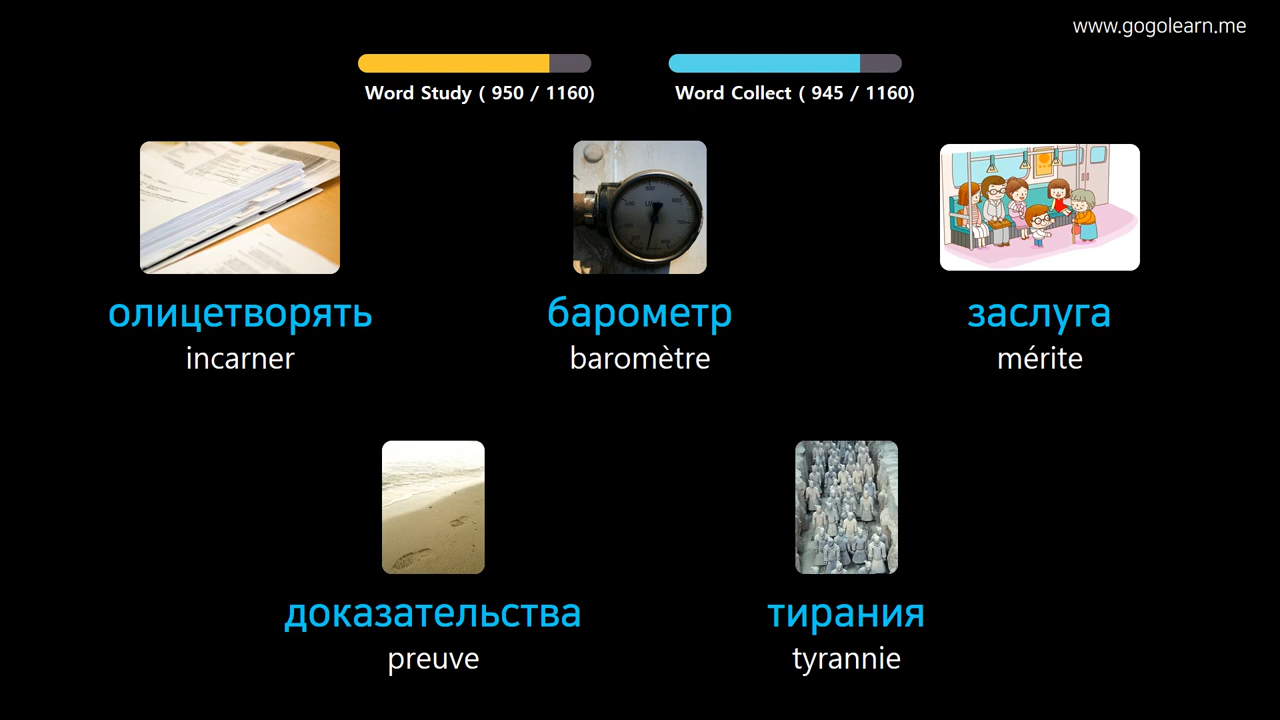 www.gogolearn.me
Word Study ( 950 / 1160)
Word Collect ( 945 / 1160)
олицетворять
incarner
барометр
baromètre
заслуга
mérite
доказательства
preuve
тирания
tyrannie